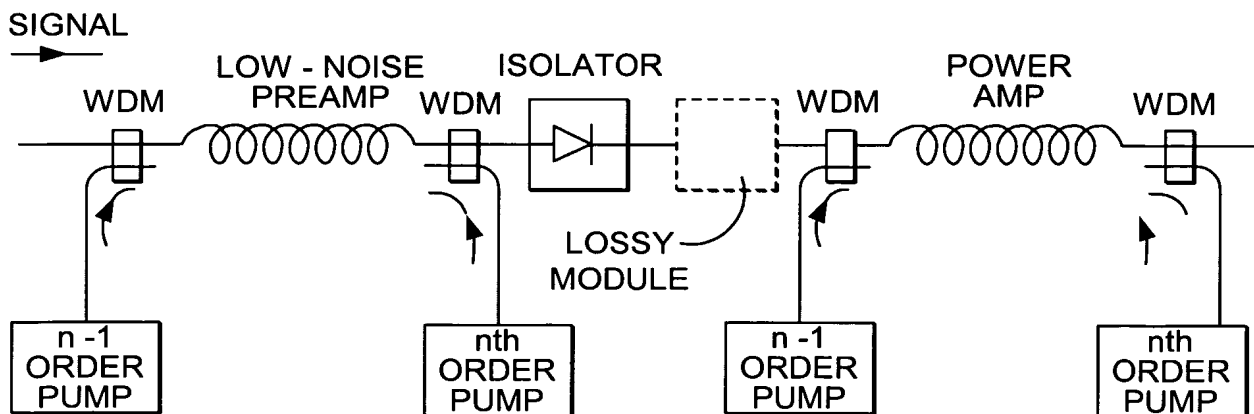 SIGNAL
LOW - NOISE
PREAMP
ISOLATOR
POWER
AMP
WDM
WDM
WDM
WDM
LOSSY
MODULE
n -1
ORDER
PUMP
nth
ORDER
PUMP
n -1
ORDER
PUMP
nth
ORDER
PUMP